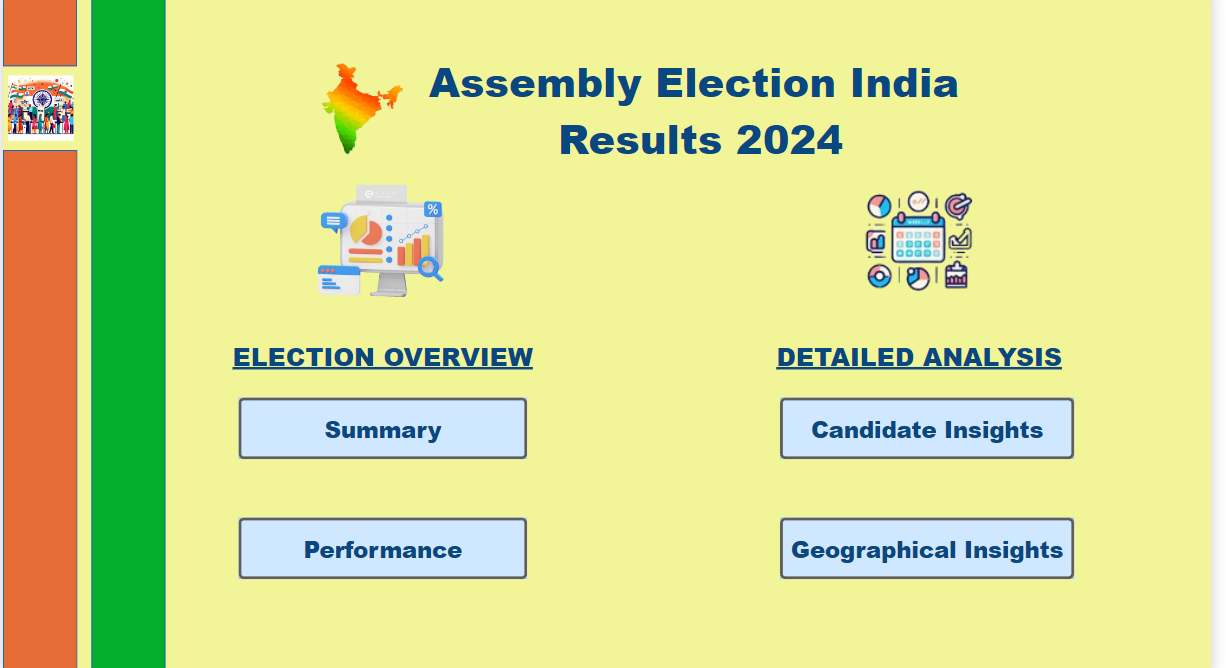 Assembly Election India
Results 2024
%
ELECTION OVERVIEW
DETAILED ANALYSIS
Summary
Candidate Insights
Performance
Geographical Insights